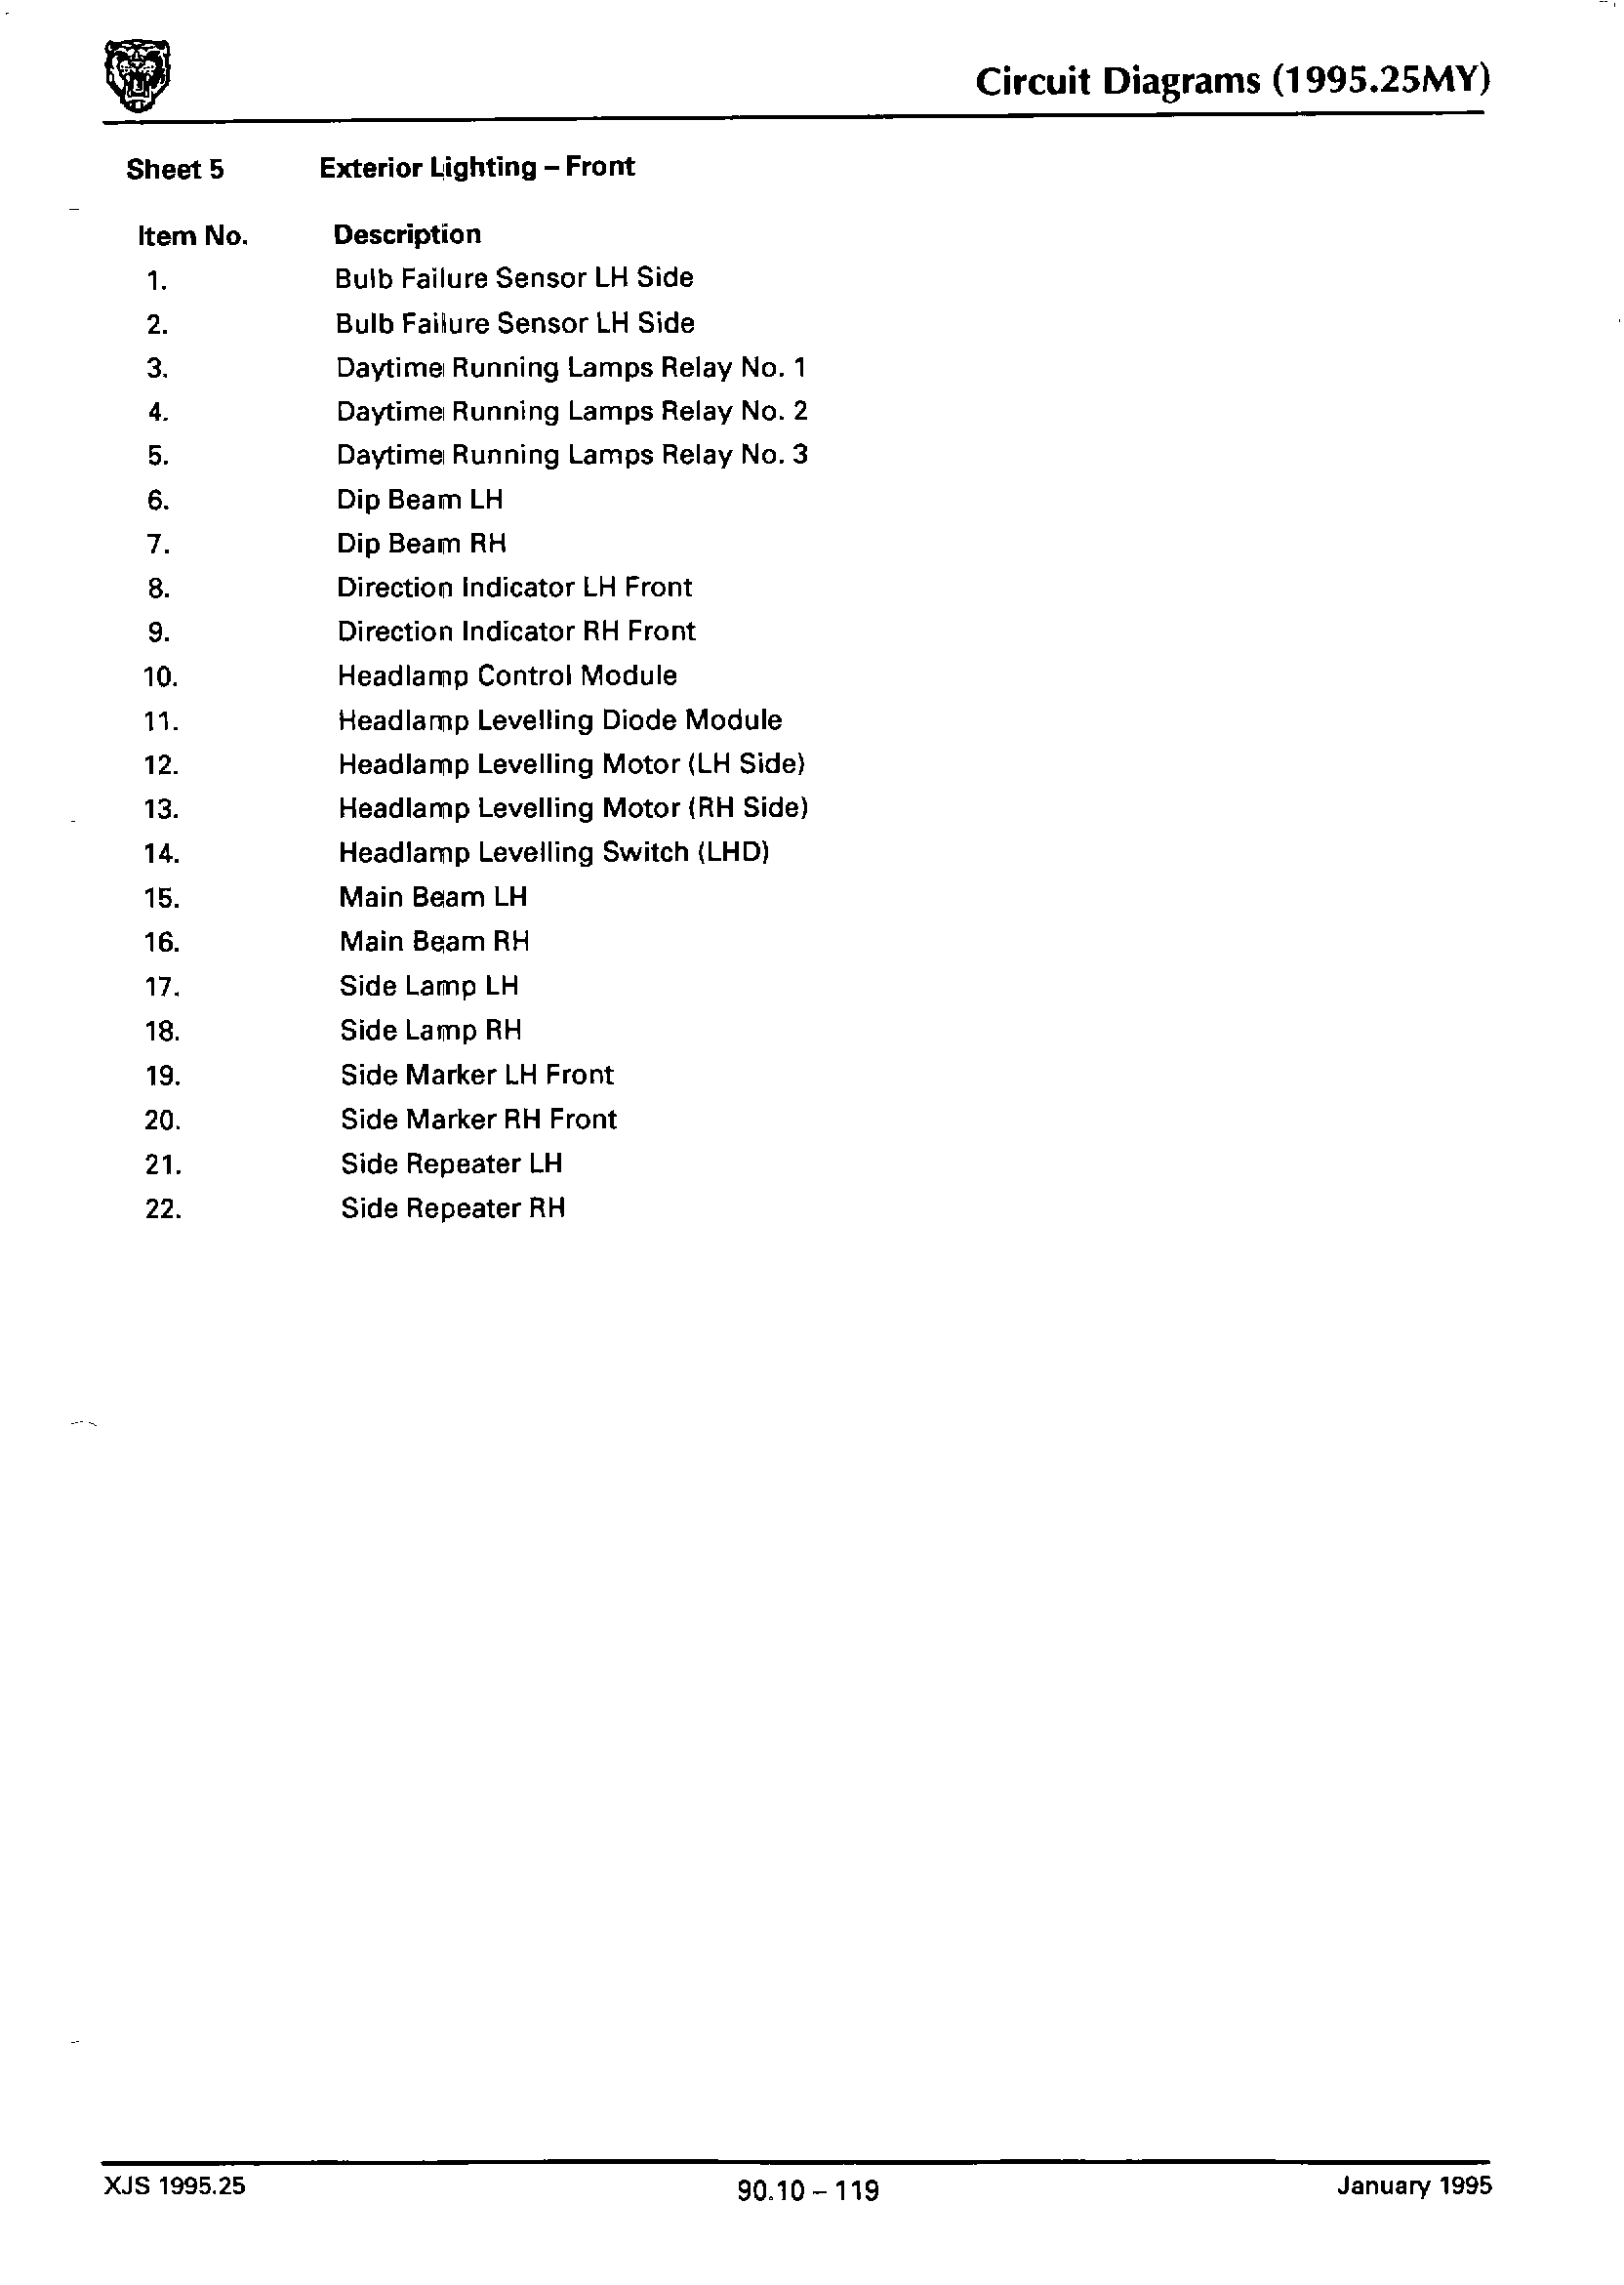 Circuit Diagrams (1995.25MY)
Sheet 5 Exterior Lighting – Front
Item No. Description
1. Bulb Failure Sensor LH Side
2. Bulb Failure Sensor LH Side
3. Daytime Running Lamps Relay No. 1
4. Daytime Running Lamps Relay No. 2
5. Daytime Running Lamps Relay No. 3
6. Dip Beam LH
7. Dip Beam RH
8. Direction Indicator LH Front
9. Direction Indicator RH Front
10. Headlamp Control Module
11. Headlamp Levelling Diode Module
12. Headlamp Levelling Motor (LH Side)
13. Headlamp Levelling Motor (RH Side)
14. Headlamp Levelling Switch (LHD)
15. Main Beam LH
16. Main Beam RH
17. Side Lamp LH
18. Side Lamp RH
19. Side Marker LH Front
20. Side Marker RH Front
21. Side Repeater LH
22. Side Repeater RH
XJS 1995.25 90.10 – 119 January 1995